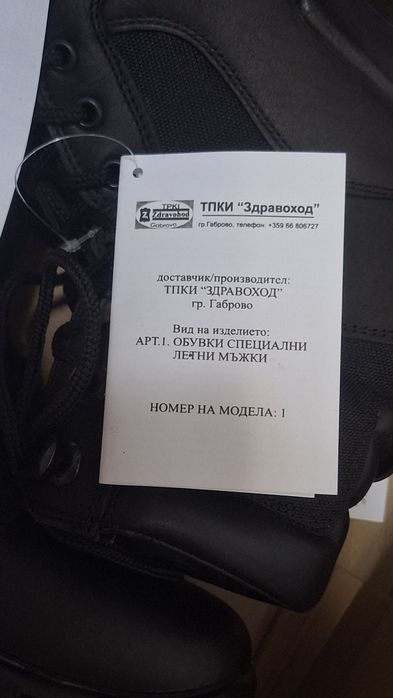 TPKI
Zdravohod
Gabrovo
ТПКИ "Здравоход"
гр.Габрово, телефон: +359 66 806727
доставчик/производител:
ТПКИ "ЗДРАВОХОД"
гр. Габрово
Вид на изделието:
АРТ.1. ОБУВКИ СПЕЦИАЛНИ
ЛЕТНИ МЪЖКИ
НОМЕР НА МОДЕЛА: 1